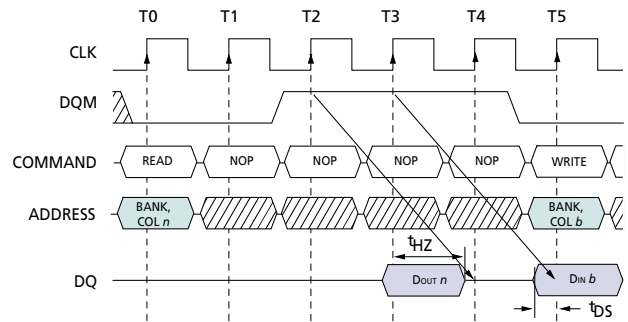 T0 T1 T2 T3 T4 T5
CLK
DQM
COMMAND READ NOP NOP NOP NOP WRITE
ADDRESS BANK, COL n BANK, COL b
tHZ
DQ DOUT n DIN b
tDS